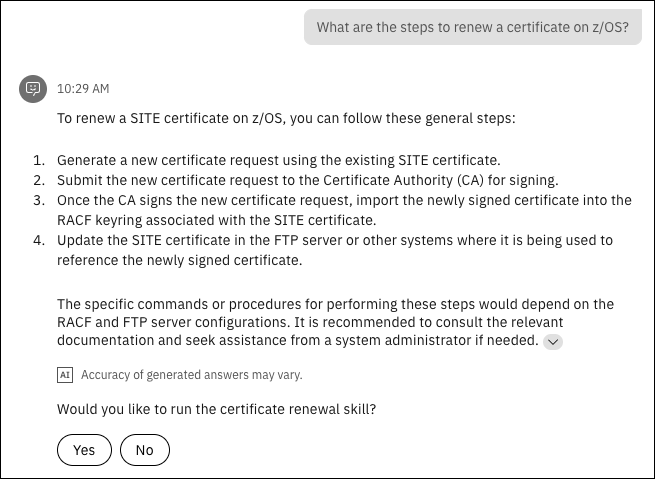 What are the steps to renew a certificate on z/OS?
10:29 AM
To renew a SITE certificate on z/OS, you can follow these general steps:
1. Generate a new certificate request using the existing SITE certificate.
2. Submit the new certificate request to the Certificate Authority (CA) for signing.
3. Once the CA signs the new certificate request, import the newly signed certificate into the
RACF keyring associated with the SITE certificate.
4. Update the SITE certificate in the FTP server or other systems where it is being used to
reference the newly signed certificate.
The specific commands or procedures for performing these steps would depend on the
RACF and FTP server configurations. It is recommended to consult the relevant
documentation and seek assistance from a system administrator if needed.
AI Accuracy of generated answers may vary.
Would you like to run the certificate renewal skill?
Yes No